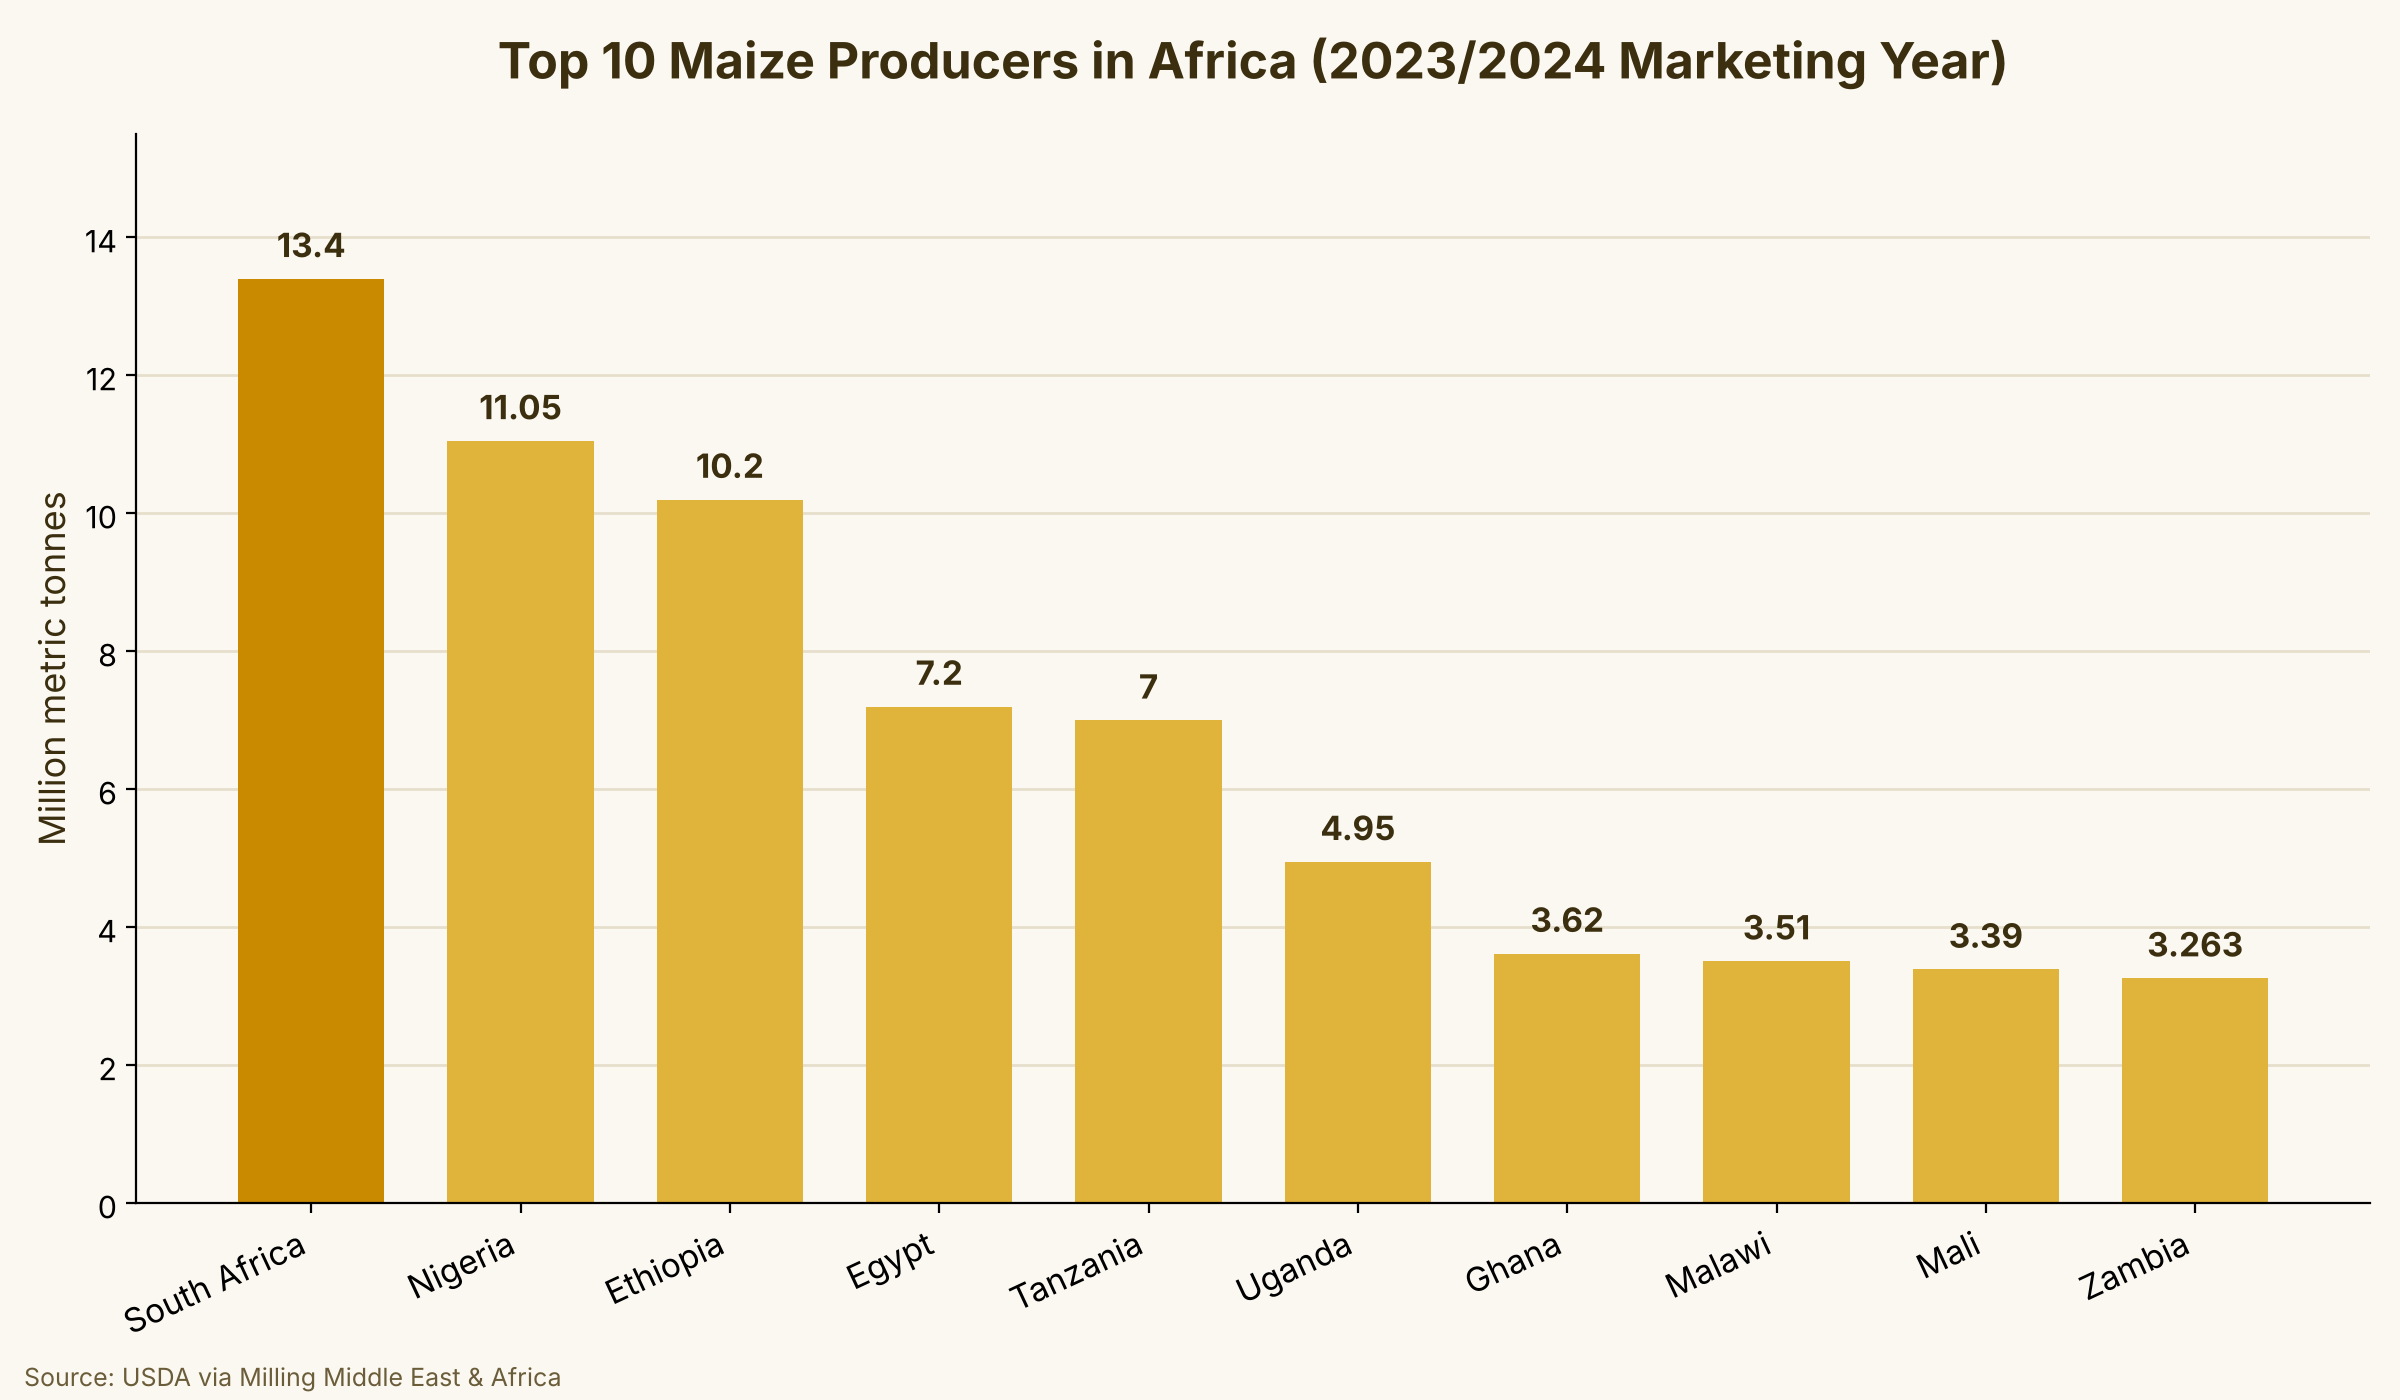 Top 10 Maize Producers in Africa (2023/2024 Marketing Year)
Million metric tonnes
14
12
10
8
6
4
2
0
13.4
11.05
10.2
7.2
7
4.95
3.62
3.51
3.39
3.263
South Africa
Nigeria
Ethiopia
Egypt
Tanzania
Uganda
Ghana
Malawi
Mali
Zambia
Source: USDA via Milling Middle East & Africa